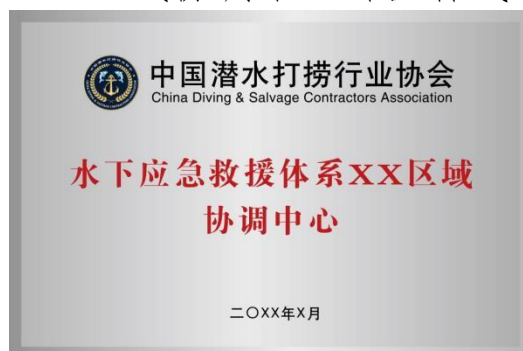 中国潜水打捞行业协会
China Diving & Salvage Contractors Association
水下应急救援体系XX区域
协调中心
二〇XX年X月